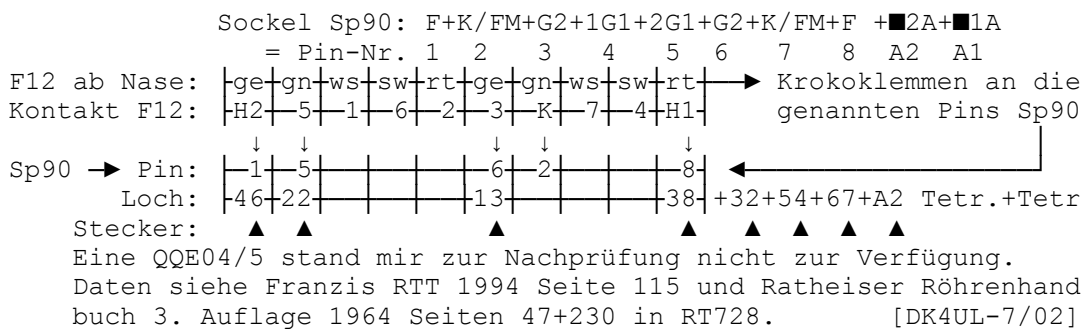 Sockel Sp90: F+K/FM+G2+1G1+2G1+G2+K/FM+F +■2A+■1A
= Pin-Nr. 1 2 3 4 5 6 7 8 A2 A1
F12 ab Nase: ├ge┼gn┼ws┼sw┼rt┼ge┼gn┼ws┼sw┼rt┼──► Krokoklemmen an die
Kontakt F12: ├H2┼─5┼─1┼─6┼─2┼─3┼─K┼─7┼─4┼H1┤ genannten Pins Sp90
↓ ↓ ↓ ↓
Sp90 ─► Pin: ├─1┼─5┼──┼──┼──┼─6┼─2┼──┼──┼─8┤ ◄
Loch: ├46┼22┼──┼──┼──┼13┼──┼──┼──┼38┤ +32+54+67+A2 Tetr.+Tetr
Stecker: ▲ ▲ ▲ ▲ ▲ ▲ ▲ ▲
Eine QQE04/5 stand mir zur Nachprüfung nicht zur Verfügung.
Daten siehe Franzis RTT 1994 Seite 115 und Ratheiser Röhrenhand
buch 3. Auflage 1964 Seiten 47+230 in RT728. [DK4UL-7/02]